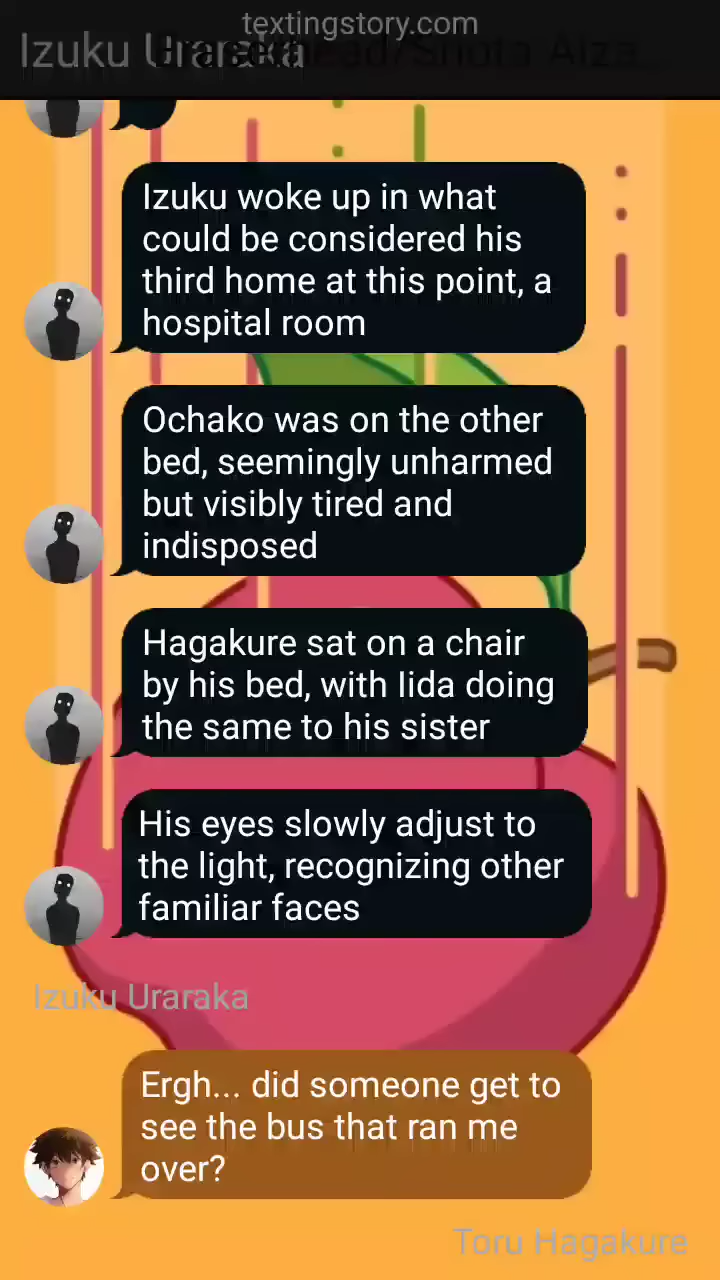 textingstory.com
Izuku Uraraka
Izuku woke up in what
could be considered his
third home at this point, a
hospital room
Ochako was on the other
bed, seemingly unharmed
but visibly tired and
indisposed
Hagakure sat on a chair
by his bed, with Iida doing
the same to his sister
His eyes slowly adjust to
the light, recognizing other
familiar faces
Izuku Uraraka
Ergh... did someone get to
see the bus that ran me
over?
Toru Hagakure